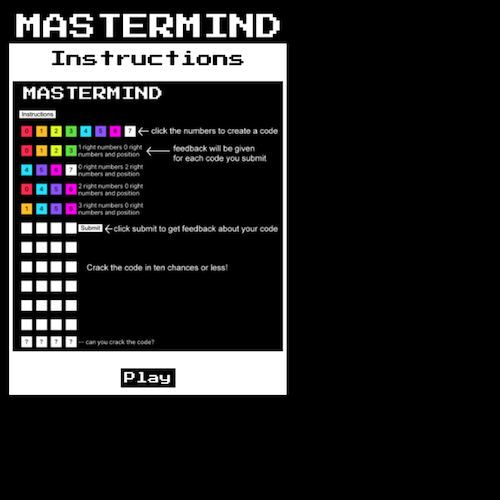 MASTERMIND
Instructions
MASTERMIND
Instructions
0 1 2 3 4 5 6 7 click the numbers to create a code
0 1 2 3 1 right numbers 0 right numbers and position
feedback will be given
for each code you submit
4 5 6 7 0 right numbers 2 right numbers and position
0 4 5 6 2 right numbers 0 right numbers and position
1 4 5 6 3 right numbers 0 right numbers and position
Submit click submit to get feedback about your code
Crack the code in ten chances or less!
? ? ? ? -- can you crack the code?
Play